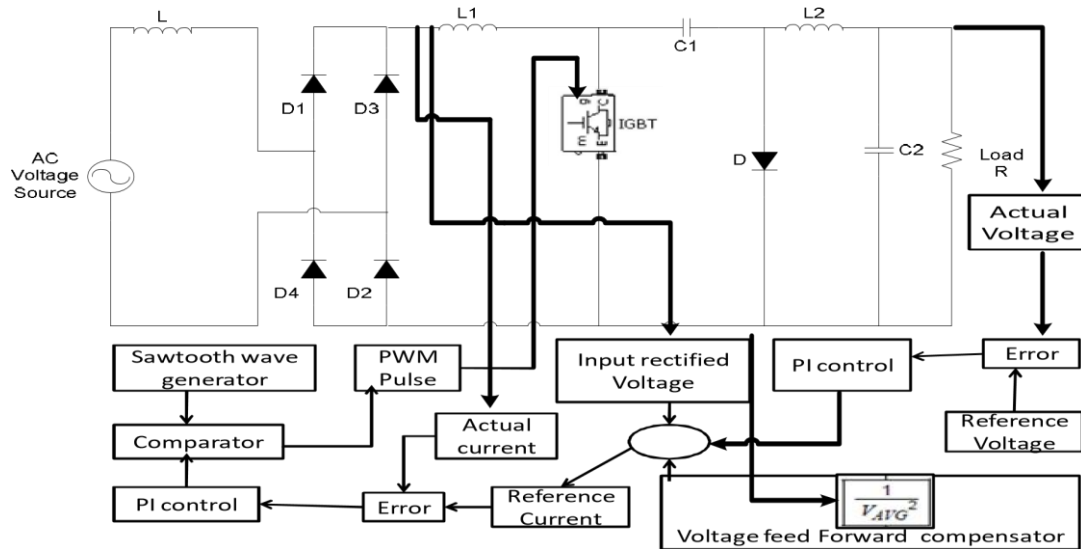 L
L1
C1
L2
D1
D3
g
C
m
E
IGBT
AC
Voltage
Source
D
C2
Load
R
D4
D2
Actual
Voltage
Sawtooth wave
generator
PWM
Pulse
Input rectified
Voltage
PI control
Error
Comparator
Actual
current
Reference
Voltage
PI control
Error
Reference
Current
1
V_AVG²
Voltage feed Forward compensator